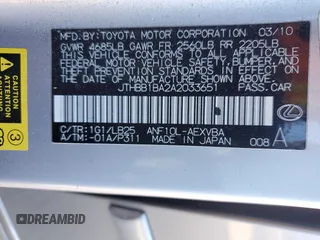 MFD. BY: TOYOTA MOTOR CORPORATION 03/10
GVWR 4685LB GAWR FR 2560LB RR 2205LB
THIS VEHICLE CONFORMS TO ALL APPLICABLE
FEDERAL MOTOR VEHICLE SAFETY, BUMPER, AND
THEFT PREVENTION STANDARDS IN EFFECT ON
THE DATE OF MANUFACTURE SHOWN ABOVE.
JTHBB1BA2A2033651 PASS.CAR
C/TR: 1G1/LB25 ANF10L-AEXVBA
A/TM: -01A/P311 MADE IN JAPAN 008 A
DREAMBID